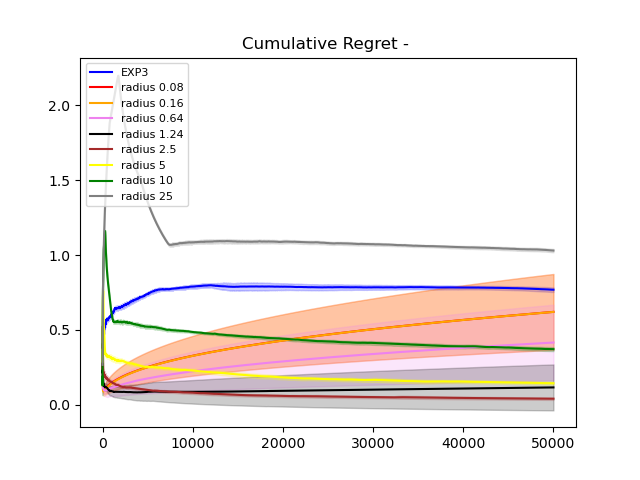 Cumulative Regret -
EXP3
radius 0.08
radius 0.16
radius 0.64
radius 1.24
radius 2.5
radius 5
radius 10
radius 25
2.0
1.5
1.0
0.5
0.0
0 10000 20000 30000 40000 50000